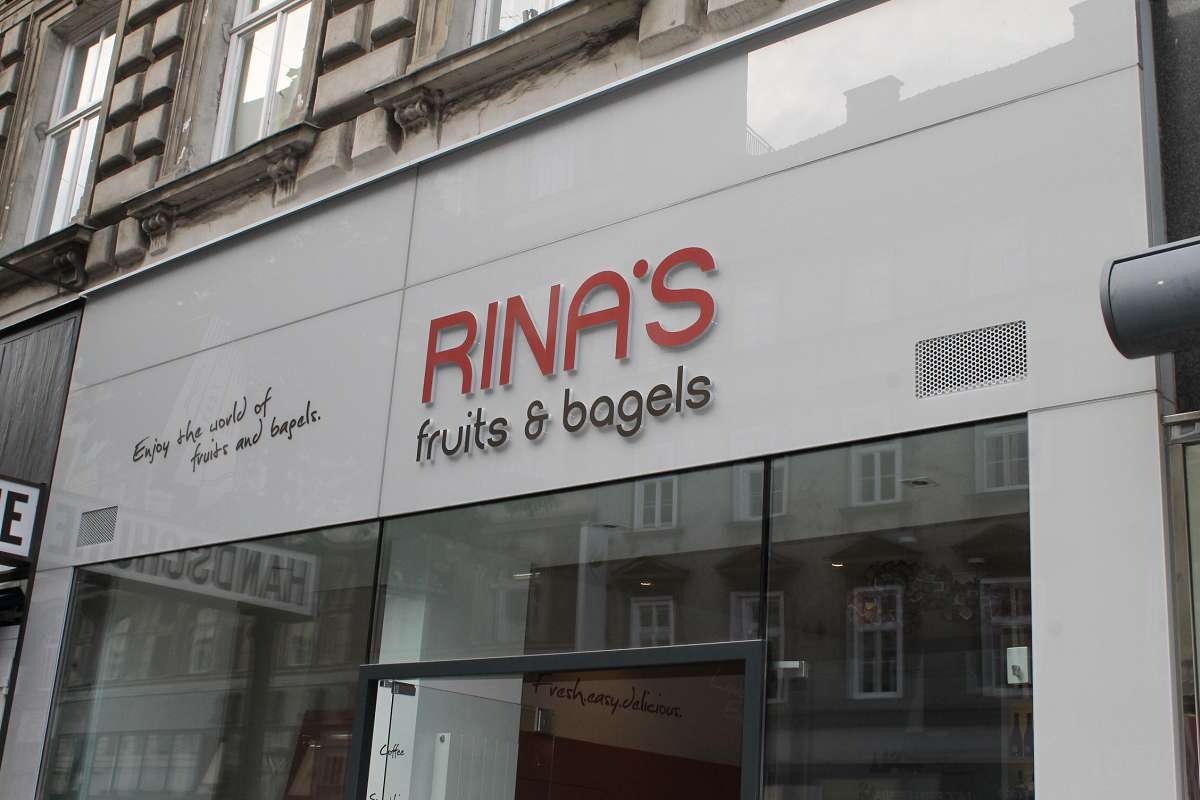 RINA'S
fruits & bagels
Enjoy the world of
fruits and bagels.
Fresh.easy.delicious.
Coffee